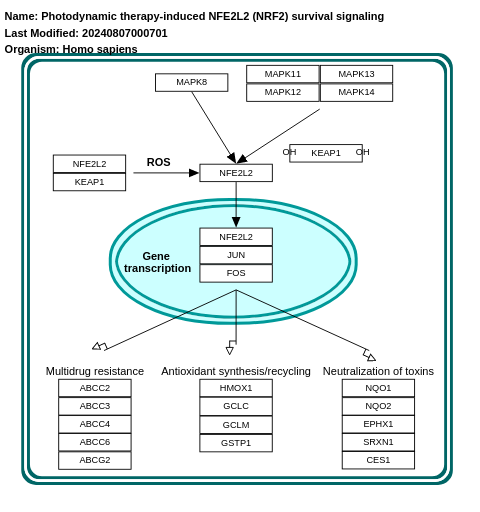 Name: Photodynamic therapy-induced NFE2L2 (NRF2) survival signaling
Last Modified: 20240807000701
Organism: Homo sapiens
MAPK8
MAPK11
MAPK13
MAPK12
MAPK14
OH
KEAP1
OH
NFE2L2
KEAP1
ROS
NFE2L2
NFE2L2
JUN
FOS
Gene
transcription
Multidrug resistance
ABCC2
ABCC3
ABCC4
ABCC6
ABCG2
Antioxidant synthesis/recycling
HMOX1
GCLC
GCLM
GSTP1
Neutralization of toxins
NQO1
NQO2
EPHX1
SRXN1
CES1